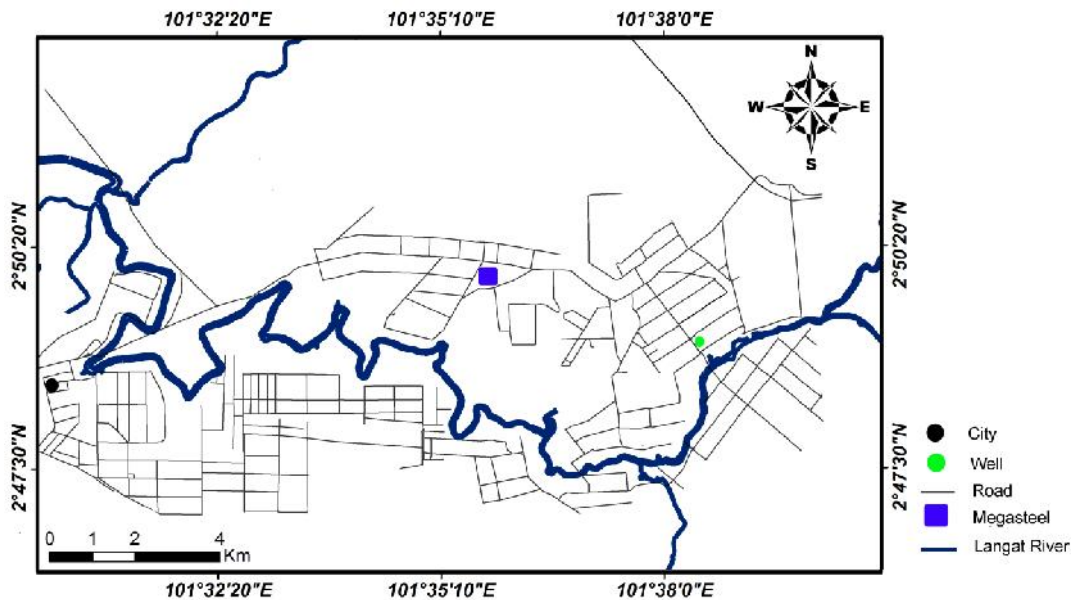 101°32'20"E 101°35'10"E 101°38'0"E
N
W E
S
2°50'20"N 2°50'20"N
2°47'30"N 2°47'30"N
City
Well
Road
Megasteel
Langat River
0 1 2 4
Km
101°32'20"E 101°35'10"E 101°38'0"E